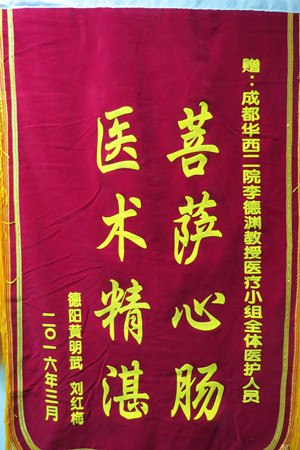 赠：成都华西二院李德渊教授医疗小组全体医护人员
菩萨心肠
医术精湛
德阳黄明武 刘红梅
二〇一六年三月